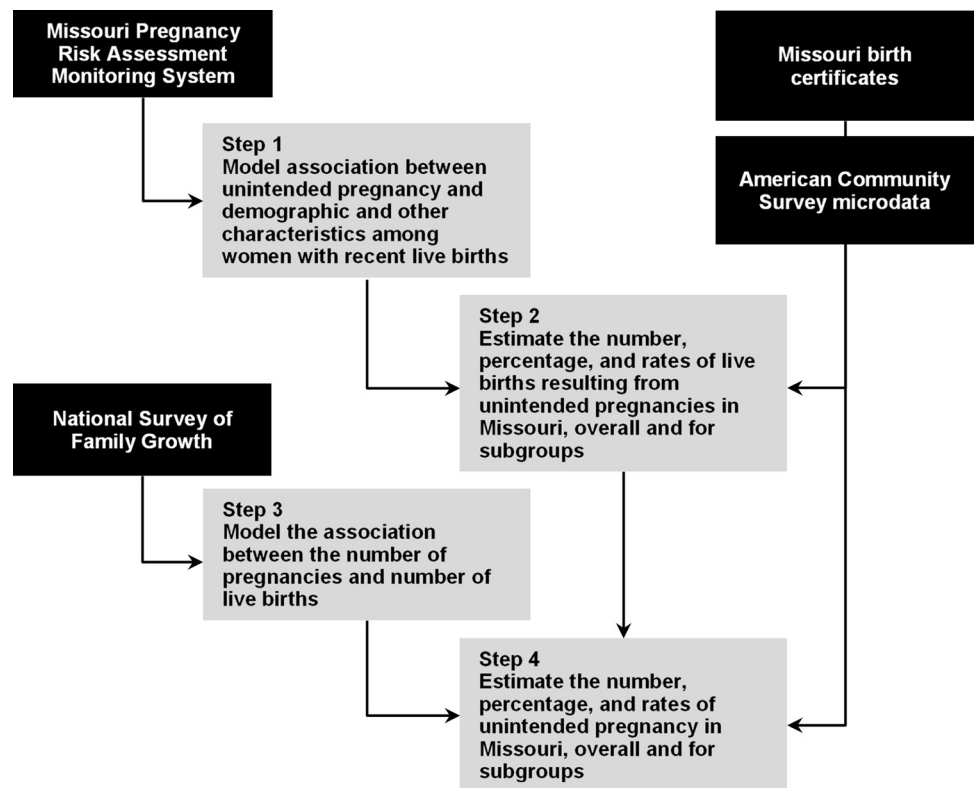 Missouri Pregnancy
Risk Assessment
Monitoring System
Missouri birth
certificates
Step 1
Model association between
unintended pregnancy and
demographic and other
characteristics among
women with recent live births
American Community
Survey microdata
Step 2
Estimate the number,
percentage, and rates of live
births resulting from
unintended pregnancies in
Missouri, overall and for
subgroups
National Survey of
Family Growth
Step 3
Model the association
between the number of
pregnancies and number of
live births
Step 4
Estimate the number,
percentage, and rates of
unintended pregnancy in
Missouri, overall and for
subgroups